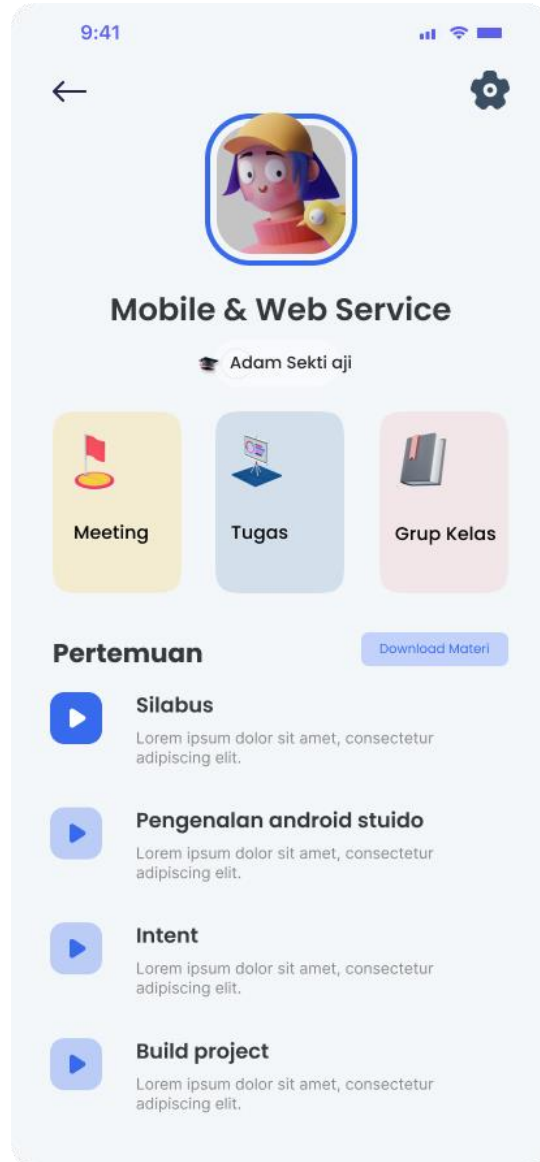 9:41
Mobile & Web Service
Adam Sekti aji
Meeting
Tugas
Grup Kelas
Pertemuan
Download Materi
Silabus
Lorem ipsum dolor sit amet, consectetur
adipiscing elit.
Pengenalan android stuido
Lorem ipsum dolor sit amet, consectetur
adipiscing elit.
Intent
Lorem ipsum dolor sit amet, consectetur
adipiscing elit.
Build project
Lorem ipsum dolor sit amet, consectetur
adipiscing elit.